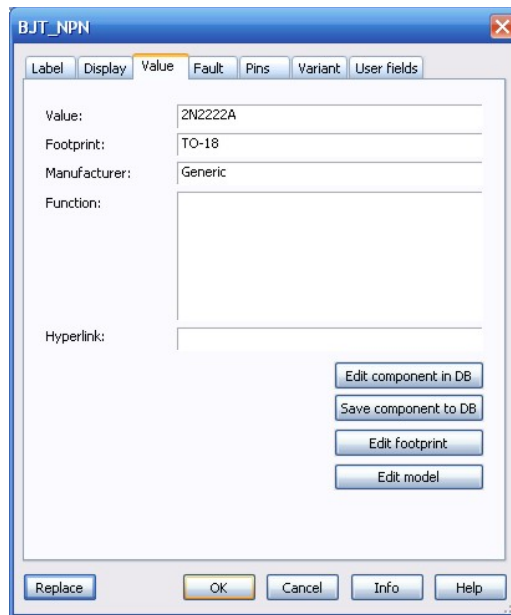 BJT_NPN
Label Display Value Fault Pins Variant User fields
Value: 2N2222A
Footprint: TO-18
Manufacturer: Generic
Function:
Hyperlink:
Edit component in DB
Save component to DB
Edit footprint
Edit model
Replace OK Cancel Info Help